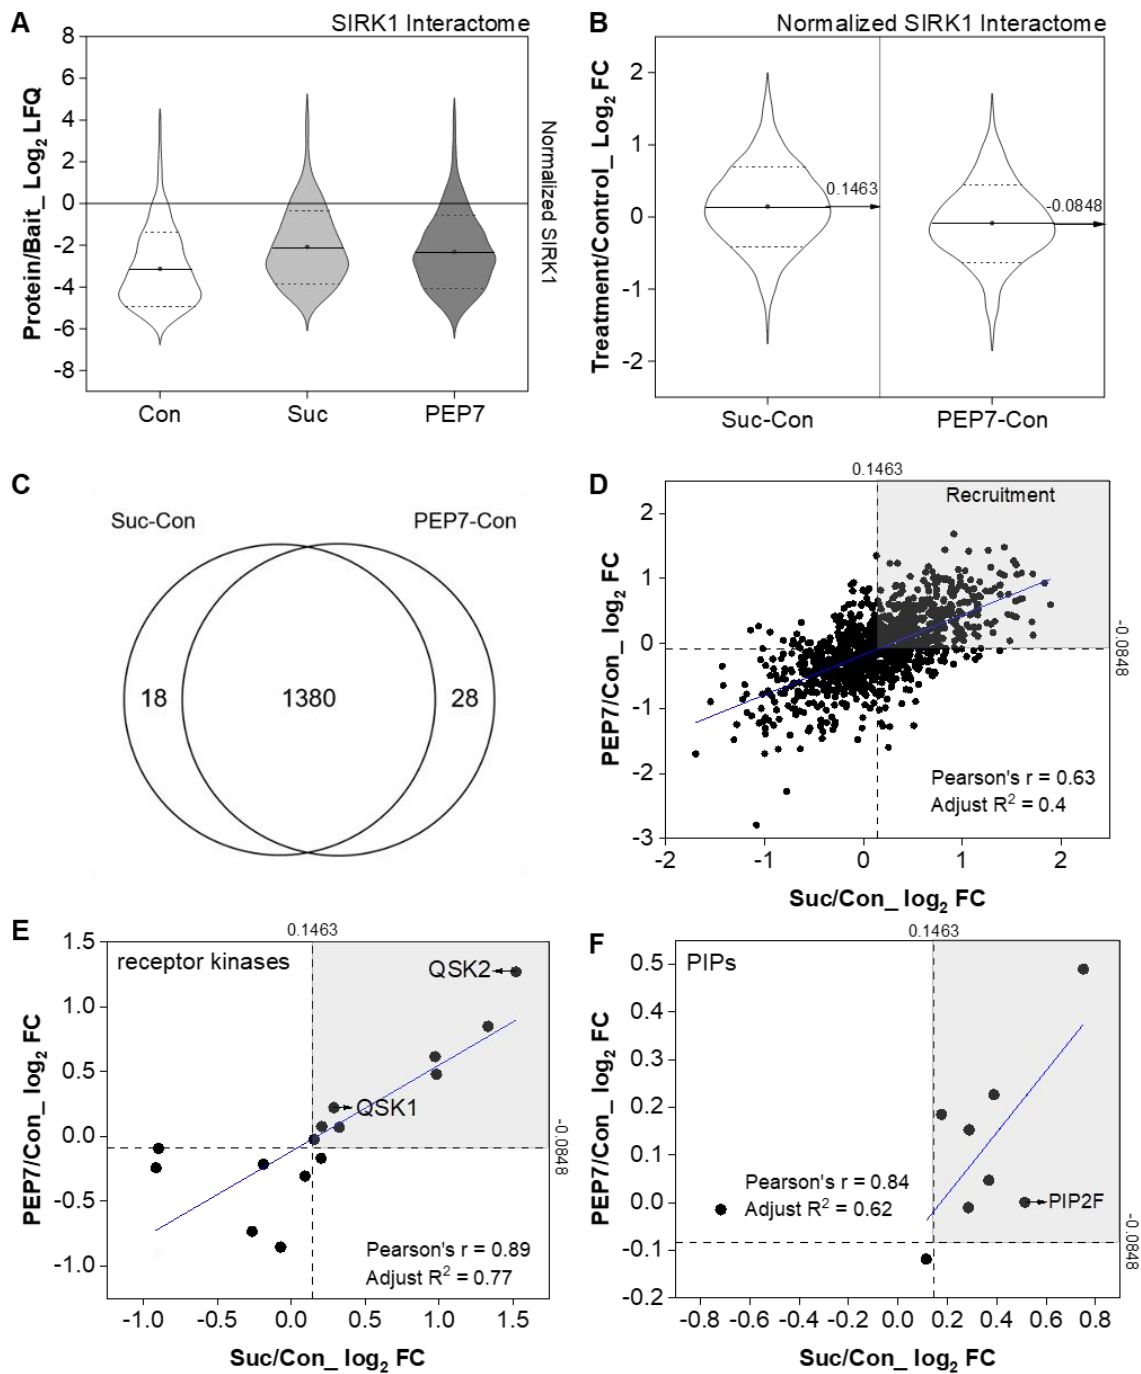 A
SIRK1 Interactome
Protein/Bait_ Log2 LFQ
8
6
4
2
0
-2
-4
-6
-8
Con
Suc
PEP7
Normalized SIRK1
B
Normalized SIRK1 Interactome
Treatment/Control_ Log2 FC
2
1
0
-1
-2
0.1463
-0.0848
Suc-Con
PEP7-Con
C
Suc-Con
PEP7-Con
18
1380
28
D
0.1463
Recruitment
PEP7/Con_ log2 FC
2
1
0
-1
-2
-3
-0.0848
Pearson's r = 0.63
Adjust R2 = 0.4
-2
-1
0
1
2
Suc/Con_ log2 FC
E
0.1463
receptor kinases
QSK2
QSK1
PEP7/Con_ log2 FC
1.5
1.0
0.5
0.0
-0.5
-1.0
-0.0848
Pearson's r = 0.89
Adjust R2 = 0.77
-1.0
-0.5
0.0
0.5
1.0
1.5
Suc/Con_ log2 FC
F
0.1463
PIPs
PEP7/Con_ log2 FC
0.5
0.4
0.3
0.2
0.1
0.0
-0.1
-0.2
Pearson's r = 0.84
Adjust R2 = 0.62
PIP2F
-0.0848
-0.8
-0.6
-0.4
-0.2
0.0
0.2
0.4
0.6
0.8
Suc/Con_ log2 FC